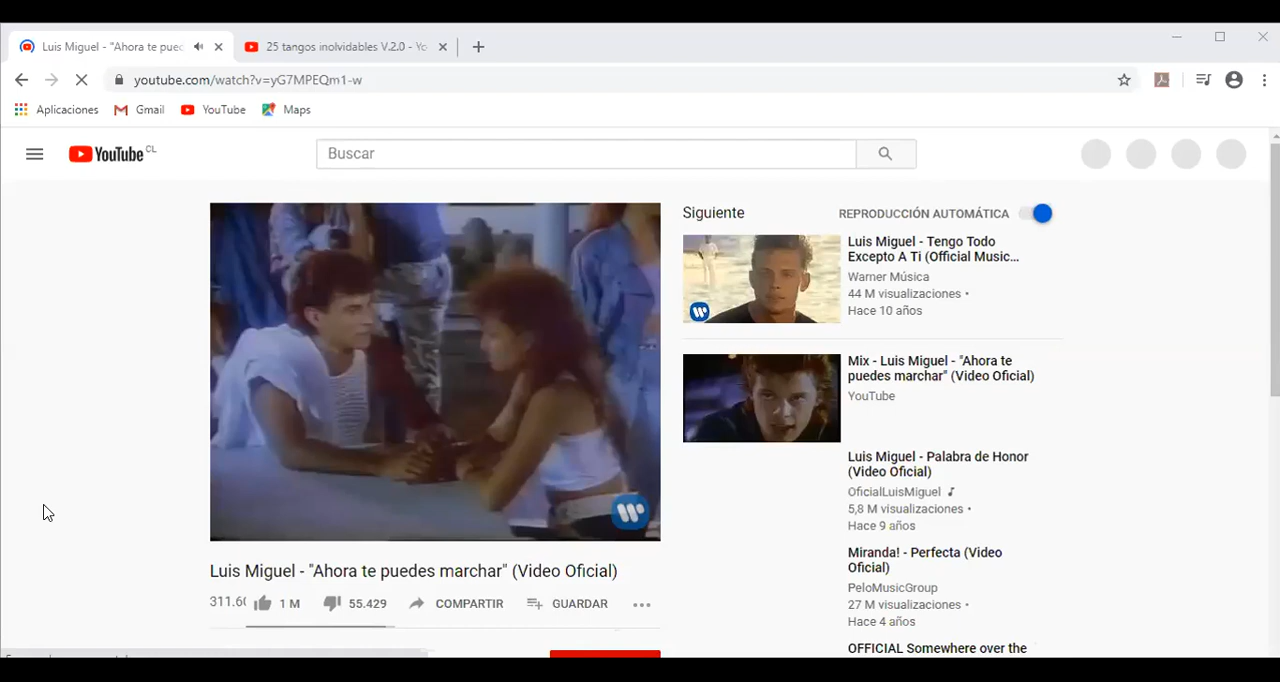 Luis Miguel - "Ahora te pued
25 tangos inolvidables V.2.0 - Yo
youtube.com/watch?v=yG7MPEQm1-w
Aplicaciones Gmail YouTube Maps
YouTube CL
Buscar
Siguiente REPRODUCCIÓN AUTOMÁTICA
Luis Miguel - Tengo Todo
Excepto A Ti (Official Music...
Warner Música
44 M visualizaciones •
Hace 10 años
Mix - Luis Miguel - "Ahora te
puedes marchar" (Video Oficial)
YouTube
Luis Miguel - Palabra de Honor
(Video Oficial)
OficialLuisMiguel
5,8 M visualizaciones •
Hace 9 años
Miranda! - Perfecta (Video
Oficial)
PeloMusicGroup
27 M visualizaciones •
Hace 4 años
OFFICIAL Somewhere over the
Luis Miguel - "Ahora te puedes marchar" (Video Oficial)
311.60 1 M 55.429 COMPARTIR GUARDAR